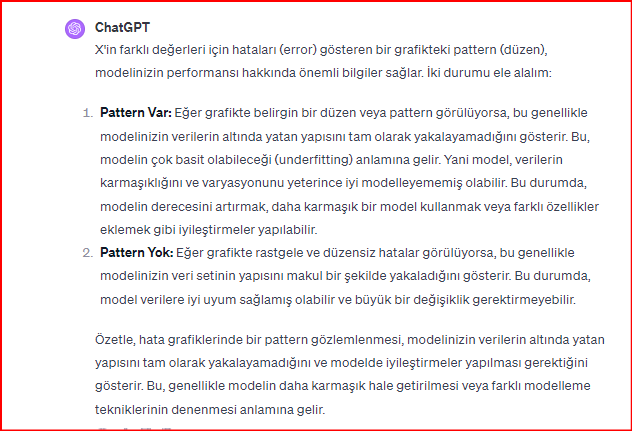 ChatGPT
X'in farklı değerleri için hataları (error) gösteren bir grafikteki pattern (düzen),
modelinizin performansı hakkında önemli bilgiler sağlar. İki durumu ele alalım:
1. Pattern Var: Eğer grafikte belirgin bir düzen veya pattern görülüyorsa, bu genellikle
modelinizin verilerin altında yatan yapısını tam olarak yakalayamadığını gösterir. Bu,
modelin çok basit olabileceği (underfitting) anlamına gelir. Yani model, verilerin
karmaşıklığını ve varyasyonunu yeterince iyi modelleyememiş olabilir. Bu durumda,
modelin derecesini artırmak, daha karmaşık bir model kullanmak veya farklı özellikler
eklemek gibi iyileştirmeler yapılabilir.
2. Pattern Yok: Eğer grafikte rastgele ve düzensiz hatalar görülüyorsa, bu genellikle
modelinizin veri setinin yapısını makul bir şekilde yakaladığını gösterir. Bu durumda,
model verilere iyi uyum sağlamış olabilir ve büyük bir değişiklik gerektirmeyebilir.
Özetle, hata grafiklerinde bir pattern gözlemlenmesi, modelinizin verilerin altında yatan
yapısını tam olarak yakalayamadığını ve modelde iyileştirmeler yapılması gerektiğini
gösterir. Bu, genellikle modelin daha karmaşık hale getirilmesi veya farklı modelleme
tekniklerinin denenmesi anlamına gelir.